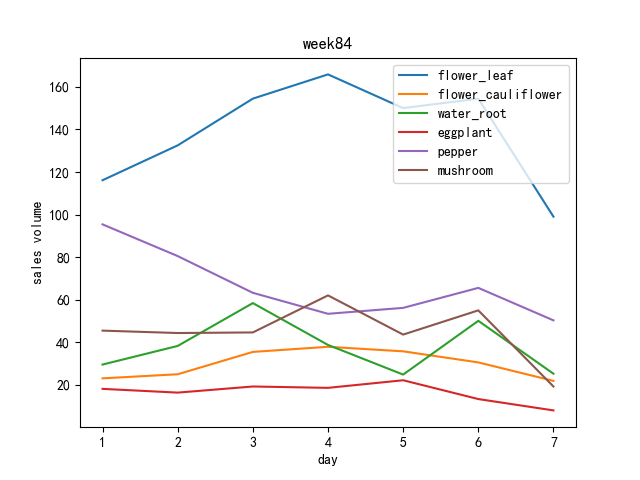 week84
flower_leaf
flower_cauliflower
water_root
eggplant
pepper
mushroom
sales volume
160
140
120
100
80
60
40
20
1 2 3 4 5 6 7
day